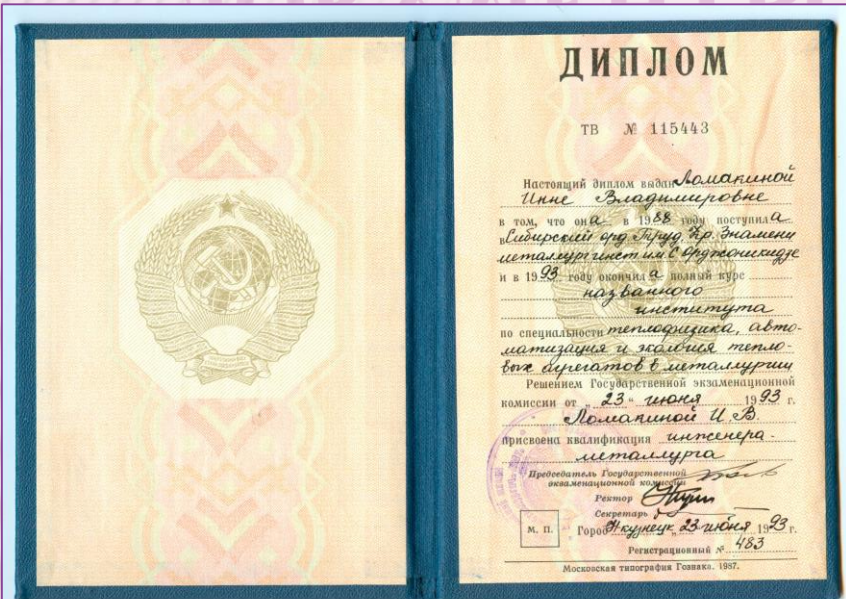 ДИПЛОМ
ТВ № 115443
Настоящий диплом выдан Ломакиной
Инне Владимировне
в том, что она в 1988 году поступила
в Сибирский орд. Труд. Кр. Знамени
металлургинст им С Орджоникидзе
и в 1993 году окончила полный курс
названного
института
по специальности теплофизика, авто-
матизация и экология тепло-
вых агрегатов в металлургии
Решением Государственной экзаменационной
комиссии от „23“ июня 1993 г.
Ломакиной И. В.
присвоена квалификация инженера-
металлурга
Председатель Государственной
экзаменационной комиссии
Ректор
Секретарь
М. П.
Город Н-кузнецк 23 июня 1993 г.
Регистрационный № 483
Московская типография Гознака. 1987.